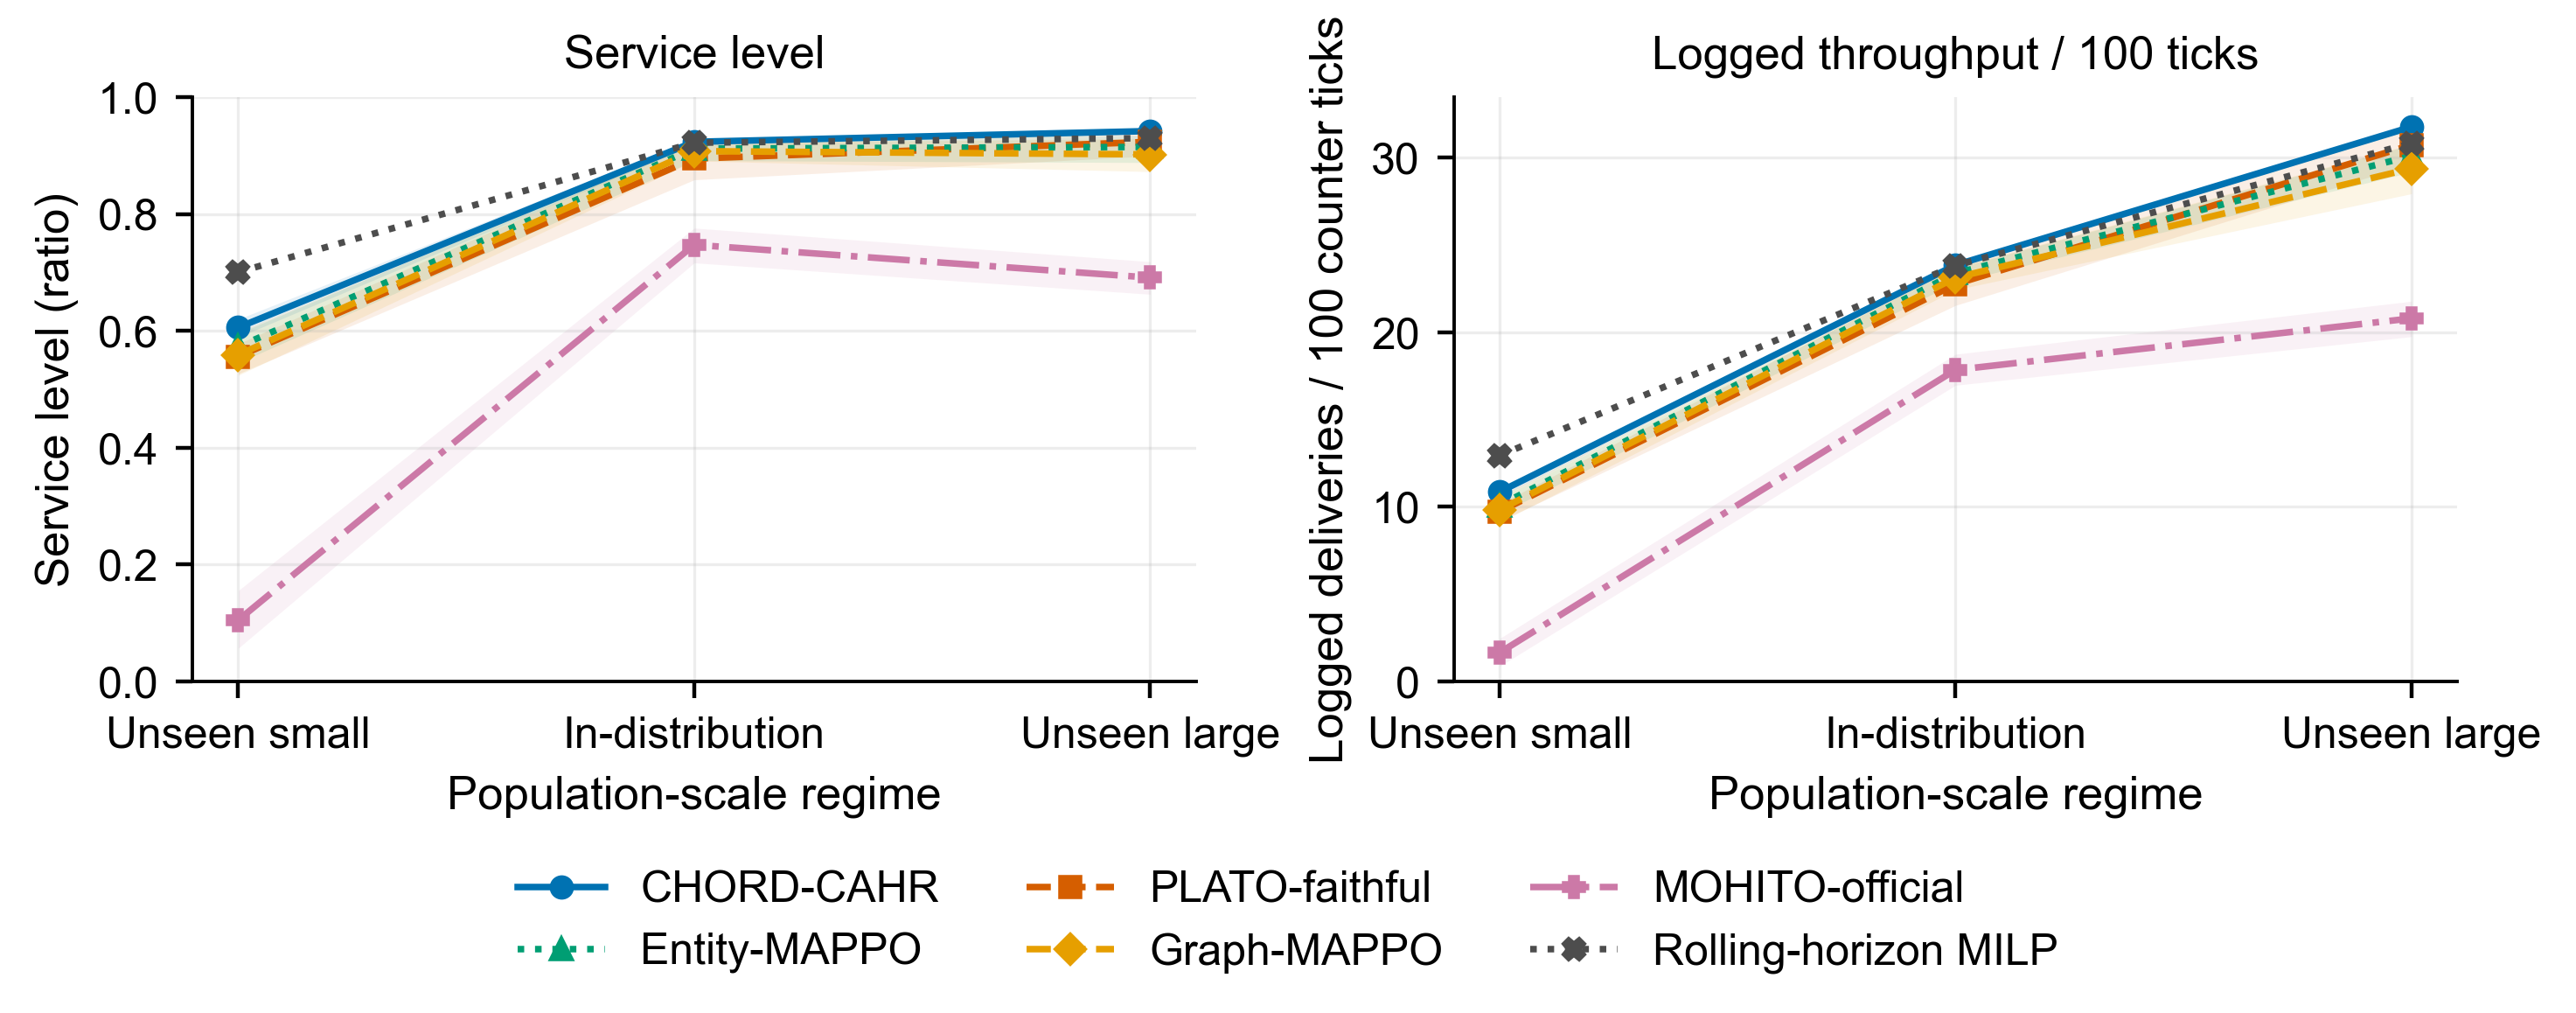 Service level
Service level (ratio)
1.0
0.8
0.6
0.4
0.2
0.0
Unseen small
In-distribution
Unseen large
Population-scale regime
Logged throughput / 100 ticks
Logged deliveries / 100 counter ticks
30
20
10
0
Unseen small
In-distribution
Unseen large
Population-scale regime
CHORD-CAHR
PLATO-faithful
MOHITO-official
Entity-MAPPO
Graph-MAPPO
Rolling-horizon MILP